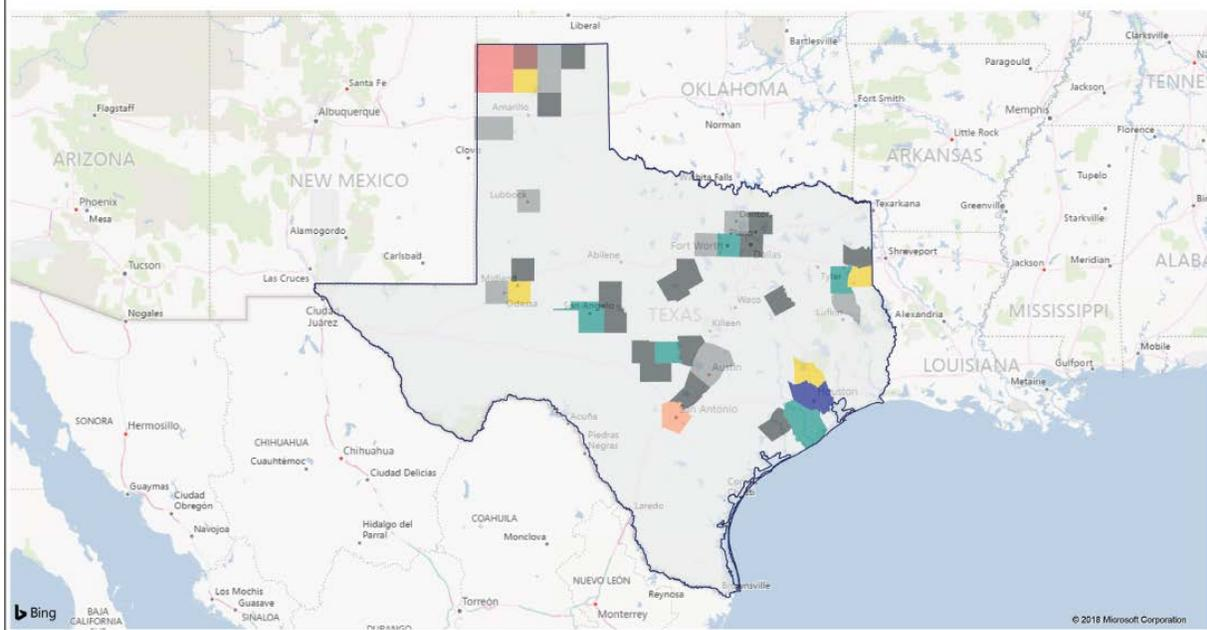 Liberal
Bartlesville
Clarksville
Paragould
Na
Santa Fe
Jackson
TENNE
Flagstaff
Albuquerque
Amarillo
OKLAHOMA
Fort Smith
Memphis
Norman
Little Rock
Florence
ARIZONA
Clovis
ARKANSAS
NEW MEXICO
Wichita Falls
Tupelo
Phoenix
Mesa
Lubbock
Texarkana
Greenville
Starkville
Bir
Alamogordo
Denton
Carlsbad
Fort Worth
Dallas
Shreveport
Tucson
Las Cruces
Midland
Abilene
Tyler
Jackson
Meridian
ALABA
Odessa
Nogales
Ciudad
Juárez
San Angelo
TEXAS
Waco
Killeen
Lufkin
Alexandria
MISSISSIPPI
LOUISIANA
Gulfport
Mobile
Austin
Metairie
Houston
SONORA
Hermosillo
Acuña
San Antonio
CHIHUAHUA
Cuauhtémoc
Chihuahua
Piedras
Negras
Ciudad Delicias
Guaymas
Ciudad
Obregón
Navojoa
Laredo
COAHUILA
Hidalgo del
Parral
Monclova
NUEVO LEÓN
Brownsville
Los Mochis
Guasave
Reynosa
Bing
BAJA
CALIFORNIA
SINALOA
Torreón
Monterrey
DURANGO
© 2018 Microsoft Corporation